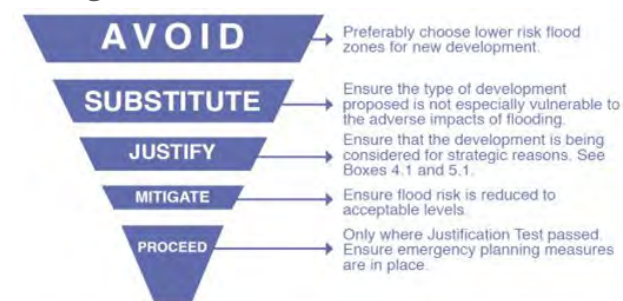 AVOID
Preferably choose lower risk flood
zones for new development.
SUBSTITUTE
Ensure the type of development
proposed is not especially vulnerable to
the adverse impacts of flooding.
JUSTIFY
Ensure that the development is being
considered for strategic reasons. See
Boxes 4.1 and 5.1.
MITIGATE
Ensure flood risk is reduced to
acceptable levels.
PROCEED
Only where Justification Test passed.
Ensure emergency planning measures
are in place.